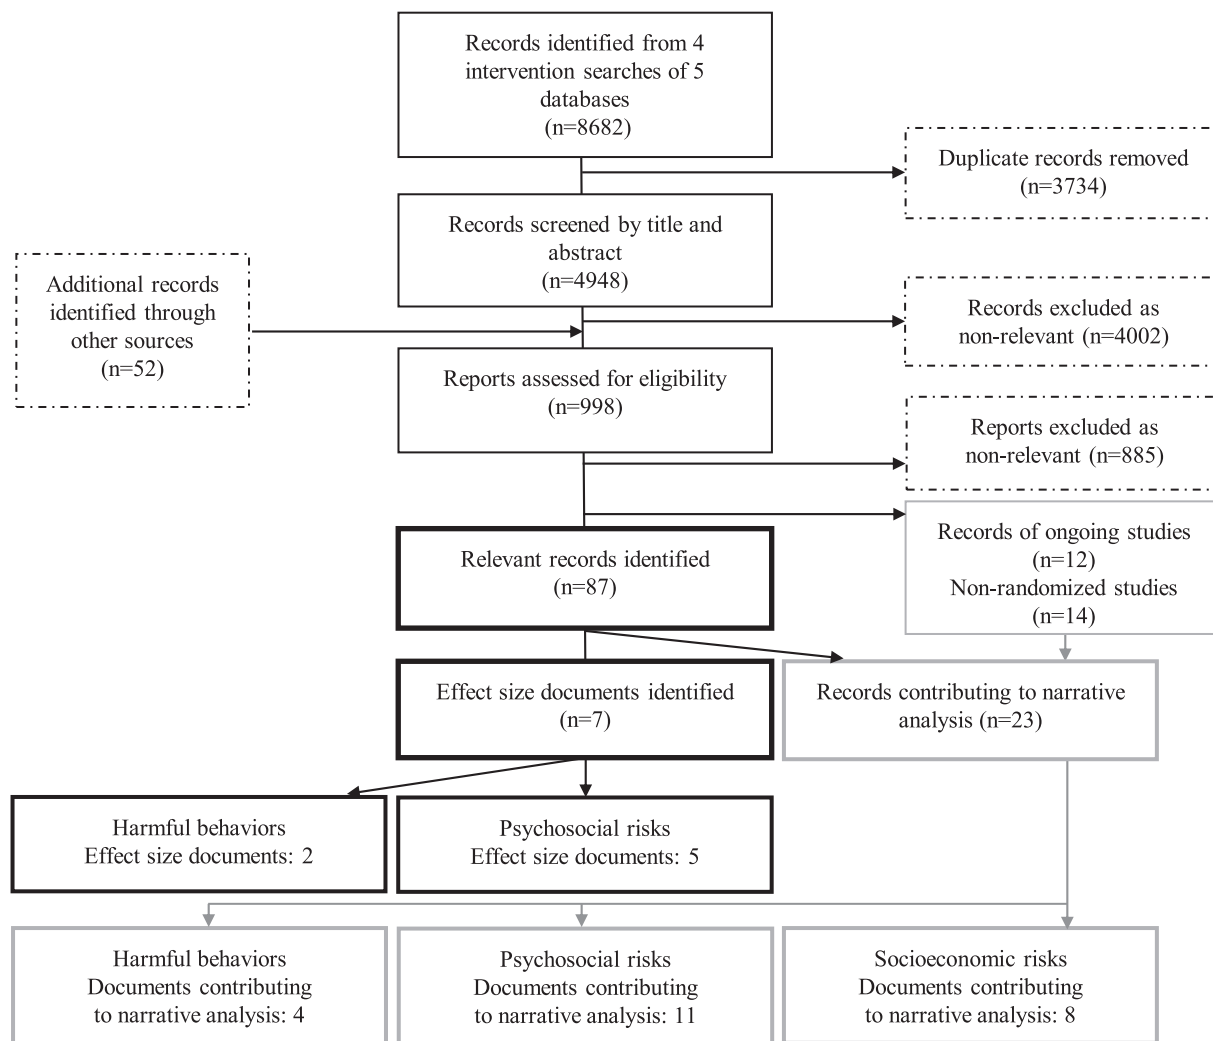 Records identified from 4
intervention searches of 5
databases
(n=8682)
Duplicate records removed
(n=3734)
Records screened by title and
abstract
(n=4948)
Additional records
identified through
other sources
(n=52)
Records excluded as
non-relevant (n=4002)
Reports assessed for eligibility
(n=998)
Reports excluded as
non-relevant (n=885)
Records of ongoing studies
(n=12)
Non-randomized studies
(n=14)
Relevant records identified
(n=87)
Effect size documents identified
(n=7)
Records contributing to narrative
analysis (n=23)
Harmful behaviors
Effect size documents: 2
Psychosocial risks
Effect size documents: 5
Harmful behaviors
Documents contributing
to narrative analysis: 4
Psychosocial risks
Documents contributing
to narrative analysis: 11
Socioeconomic risks
Documents contributing
to narrative analysis: 8